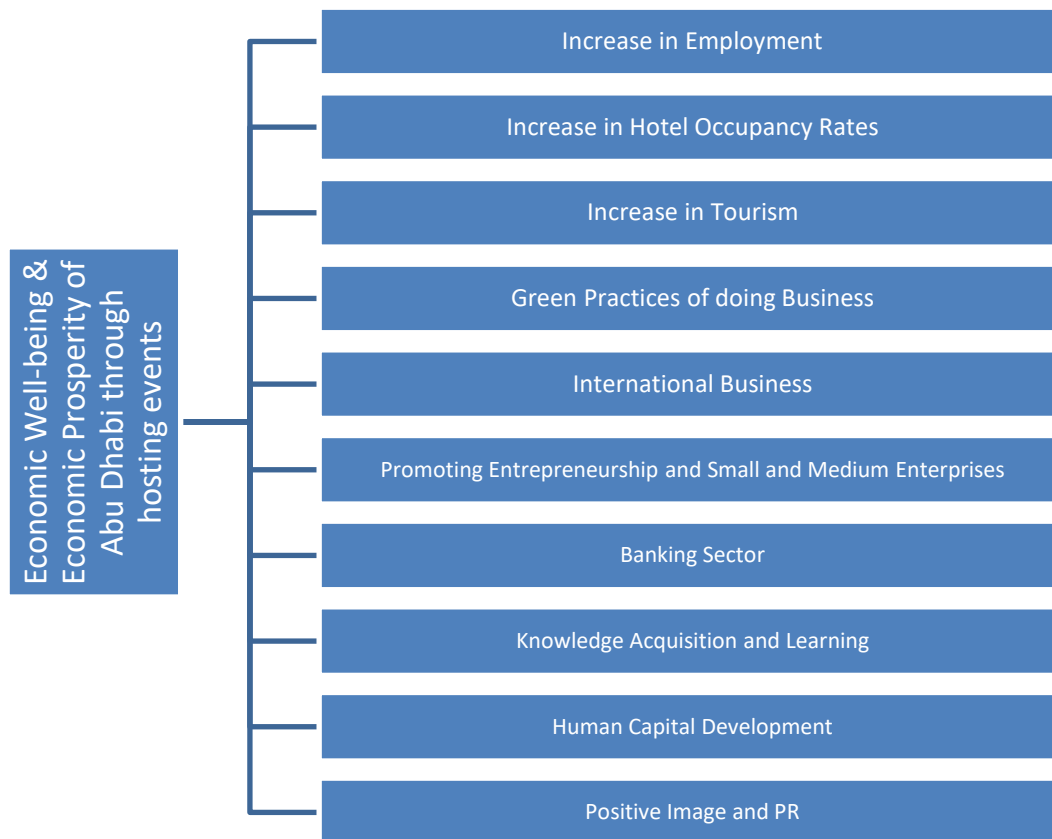 Economic Well-being &
Economic Prosperity of
Abu Dhabi through
hosting events
Increase in Employment
Increase in Hotel Occupancy Rates
Increase in Tourism
Green Practices of doing Business
International Business
Promoting Entrepreneurship and Small and Medium Enterprises
Banking Sector
Knowledge Acquisition and Learning
Human Capital Development
Positive Image and PR